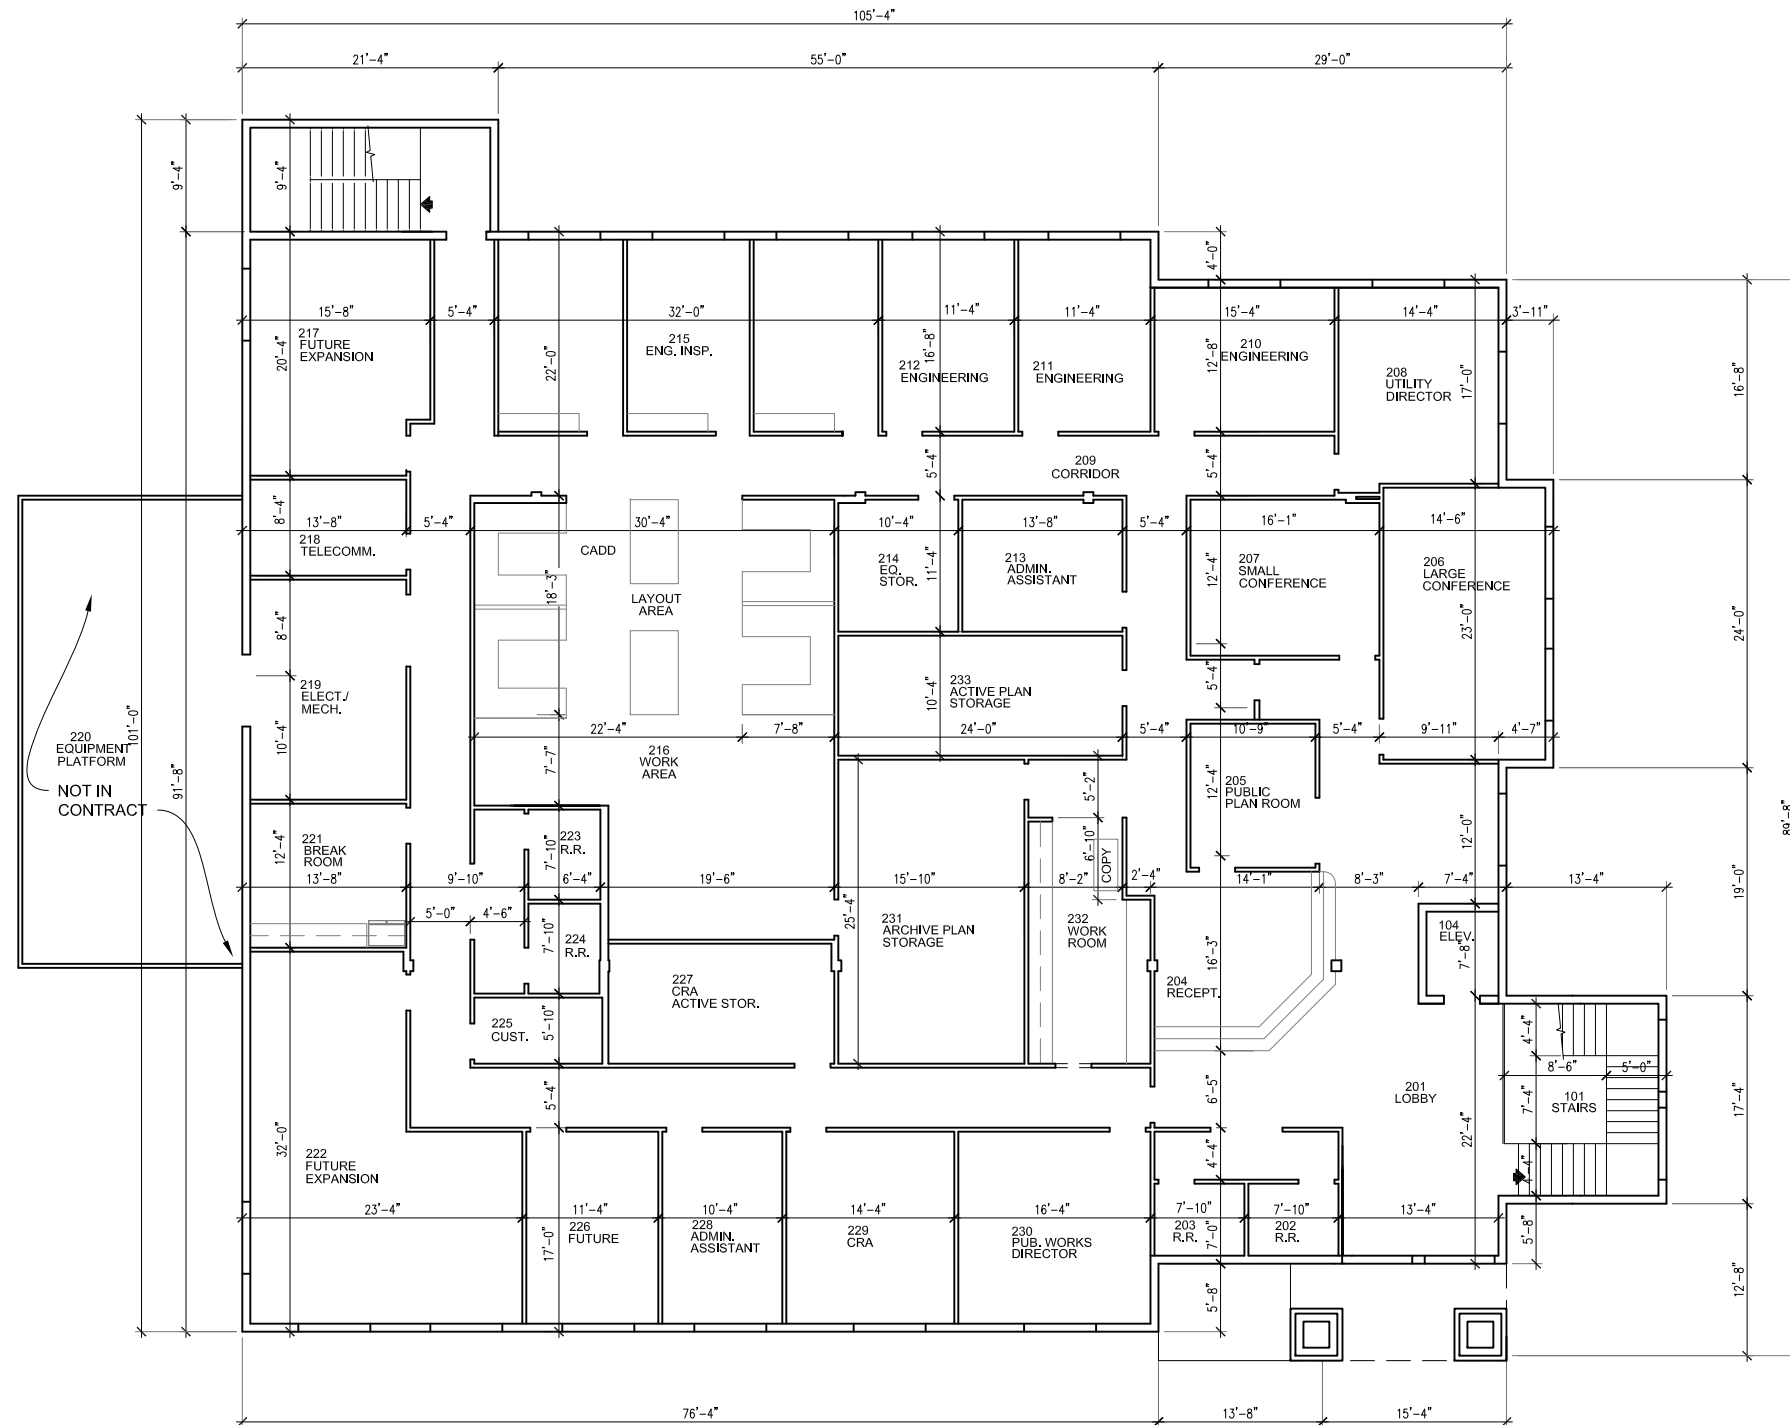 105'-4"
21'-4"
55'-0"
29'-0"
9'-4"
9'-4"
4'-0"
15'-8"
5'-4"
32'-0"
11'-4"
11'-4"
15'-4"
14'-4"
3'-11"
217
FUTURE
EXPANSION
20'-4"
215
ENG. INSP.
22'-0"
16'-8"
212
ENGINEERING
211
ENGINEERING
12'-8"
210
ENGINEERING
208
UTILITY
DIRECTOR
17'-0"
16'-8"
209
CORRIDOR
5'-4"
5'-4"
8'-4"
13'-8"
5'-4"
30'-4"
10'-4"
13'-8"
5'-4"
16'-1"
14'-6"
218
TELECOMM.
CADD
214
EQ.
STOR.
11'-4"
213
ADMIN.
ASSISTANT
12'-4"
207
SMALL
CONFERENCE
206
LARGE
CONFERENCE
18'-3"
LAYOUT
AREA
8'-4"
23'-0"
24'-0"
219
ELECT./
MECH.
233
ACTIVE PLAN
STORAGE
10'-4"
5'-4"
220
EQUIPMENT
PLATFORM
101'-0"
91'-8"
10'-4"
22'-4"
7'-8"
24'-0"
5'-4"
10'-9"
5'-4"
9'-11"
4'-7"
216
WORK
AREA
7'-7"
NOT IN
CONTRACT
5'-2"
12'-4"
205
PUBLIC
PLAN ROOM
89'-8"
221
BREAK
ROOM
12'-4"
223
R.R.
7'-10"
6'-10"
COPY
12'-0"
13'-8"
9'-10"
6'-4"
19'-6"
15'-10"
8'-2"
2'-4"
14'-1"
8'-3"
7'-4"
13'-4"
19'-0"
5'-0"
4'-6"
25'-4"
231
ARCHIVE PLAN
STORAGE
232
WORK
ROOM
104
ELEV.
7'-8"
224
R.R.
7'-10"
16'-3"
227
CRA
ACTIVE STOR.
204
RECEPT.
225
CUST.
5'-10"
4'-4"
8'-6"
5'-0"
5'-4"
6'-5"
201
LOBBY
7'-4"
101
STAIRS
17'-4"
32'-0"
22'-4"
222
FUTURE
EXPANSION
4'-4"
4'-4"
23'-4"
11'-4"
10'-4"
14'-4"
16'-4"
7'-10"
7'-10"
13'-4"
17'-0"
226
FUTURE
228
ADMIN.
ASSISTANT
229
CRA
230
PUB. WORKS
DIRECTOR
203
R.R.
7'-0"
202
R.R.
5'-8"
5'-8"
12'-8"
76'-4"
13'-8"
15'-4"